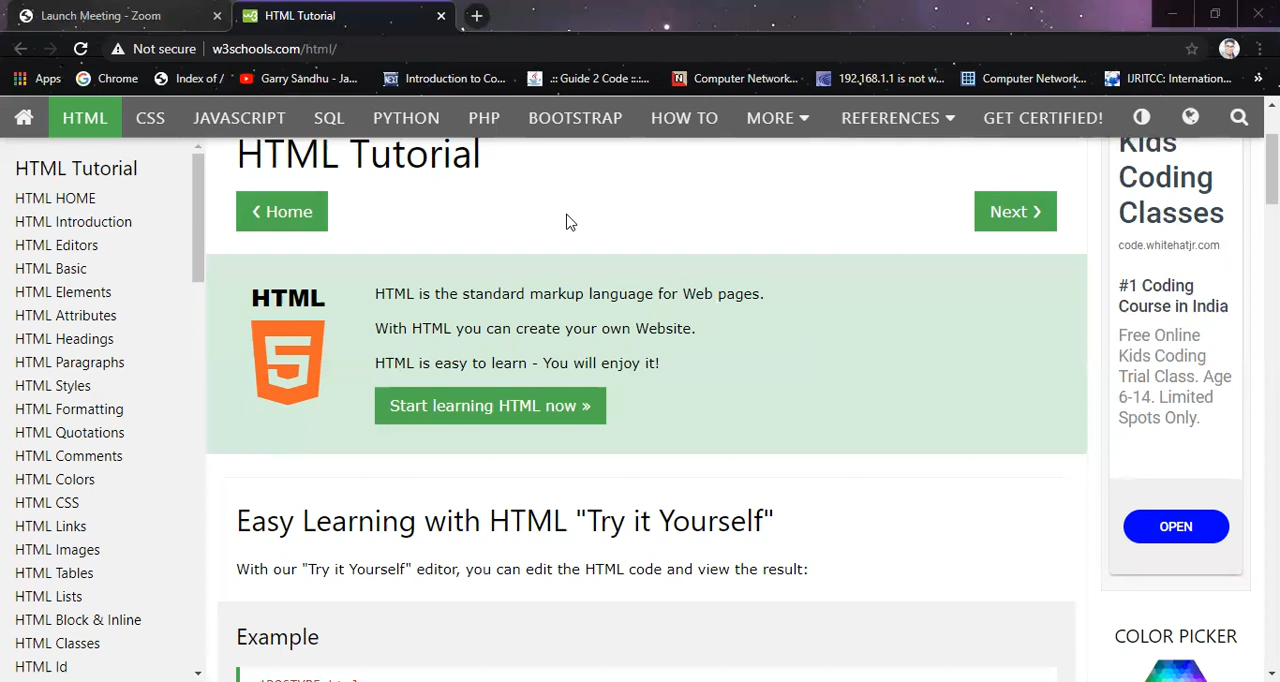 Launch Meeting - Zoom
HTML Tutorial
Not secure w3schools.com/html/
Apps Chrome Index of / Garry Sandhu - Ja... Introduction to Co... .:: Guide 2 Code ::.... Computer Network... 192.168.1.1 is not w... Computer Network... IJRITCC: Internation...
HTML CSS JAVASCRIPT SQL PYTHON PHP BOOTSTRAP HOW TO MORE REFERENCES GET CERTIFIED!
HTML Tutorial
HTML HOME
HTML Introduction
HTML Editors
HTML Basic
HTML Elements
HTML Attributes
HTML Headings
HTML Paragraphs
HTML Styles
HTML Formatting
HTML Quotations
HTML Comments
HTML Colors
HTML CSS
HTML Links
HTML Images
HTML Tables
HTML Lists
HTML Block & Inline
HTML Classes
HTML Id
HTML Tutorial
❮ Home
Next ❯
HTML
5
HTML is the standard markup language for Web pages.
With HTML you can create your own Website.
HTML is easy to learn - You will enjoy it!
Start learning HTML now »
Easy Learning with HTML "Try it Yourself"
With our "Try it Yourself" editor, you can edit the HTML code and view the result:
Example
Kids
Coding
Classes
code.whitehatjr.com
#1 Coding
Course in India
Free Online
Kids Coding
Trial Class. Age
6-14. Limited
Spots Only.
OPEN
COLOR PICKER